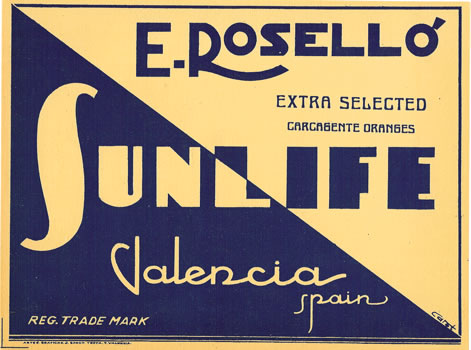 E. ROSELLÓ
EXTRA SELECTED
CARCAGENTE ORANGES
SUNLIFE
Valencia
spain
REG. TRADE MARK